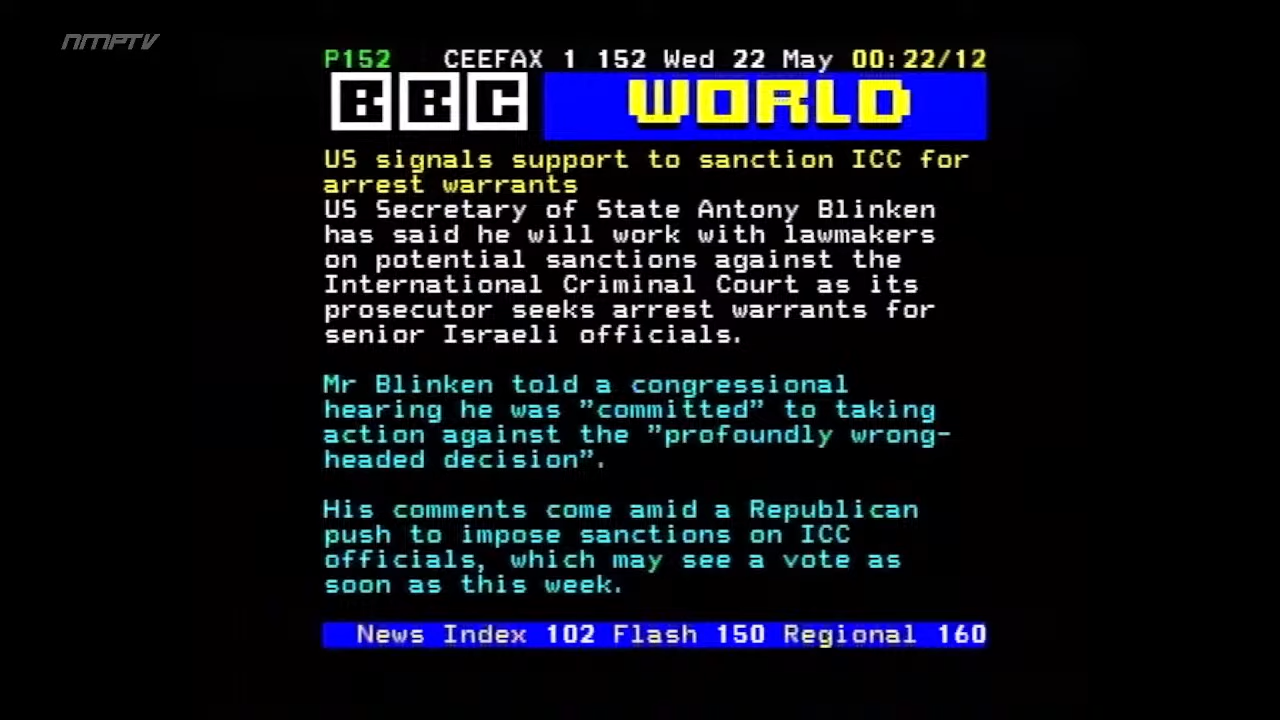 NMPTV
P152 CEEFAX 1 152 Wed 22 May 00:22/12
BBC WORLD
US signals support to sanction ICC for
arrest warrants
US Secretary of State Antony Blinken
has said he will work with lawmakers
on potential sanctions against the
International Criminal Court as its
prosecutor seeks arrest warrants for
senior Israeli officials.
Mr Blinken told a congressional
hearing he was "committed" to taking
action against the "profoundly wrong-
headed decision".
His comments come amid a Republican
push to impose sanctions on ICC
officials, which may see a vote as
soon as this week.
News Index 102 Flash 150 Regional 160